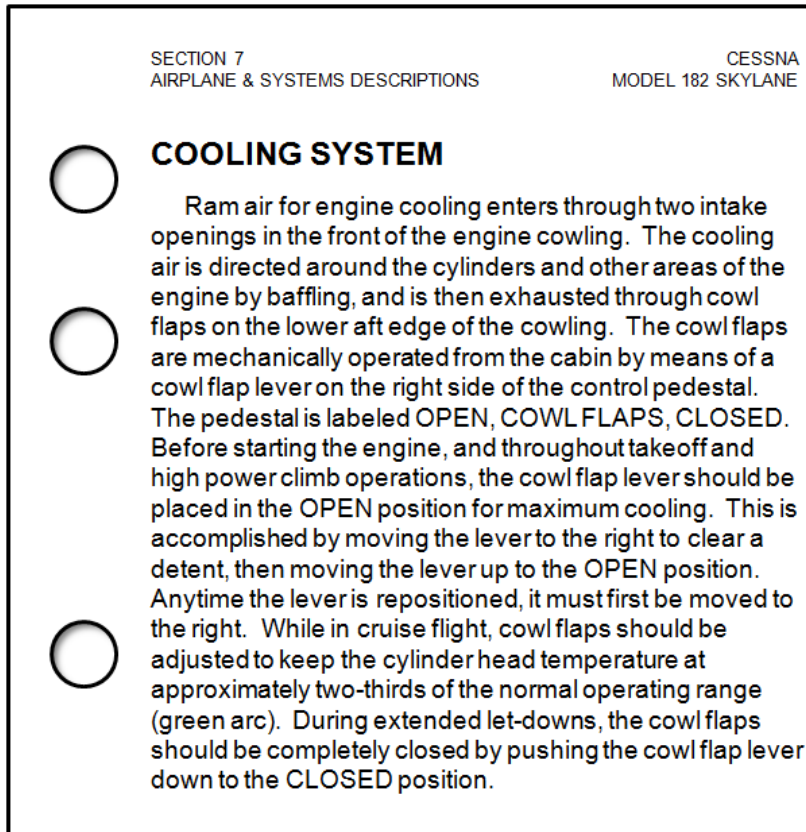 SECTION 7
AIRPLANE & SYSTEMS DESCRIPTIONS
CESSNA
MODEL 182 SKYLANE
COOLING SYSTEM
Ram air for engine cooling enters through two intake
openings in the front of the engine cowling. The cooling
air is directed around the cylinders and other areas of the
engine by baffling, and is then exhausted through cowl
flaps on the lower aft edge of the cowling. The cowl flaps
are mechanically operated from the cabin by means of a
cowl flap lever on the right side of the control pedestal.
The pedestal is labeled OPEN, COWL FLAPS, CLOSED.
Before starting the engine, and throughout takeoff and
high power climb operations, the cowl flap lever should be
placed in the OPEN position for maximum cooling. This is
accomplished by moving the lever to the right to clear a
detent, then moving the lever up to the OPEN position.
Anytime the lever is repositioned, it must first be moved to
the right. While in cruise flight, cowl flaps should be
adjusted to keep the cylinder head temperature at
approximately two-thirds of the normal operating range
(green arc). During extended let-downs, the cowl flaps
should be completely closed by pushing the cowl flap lever
down to the CLOSED position.